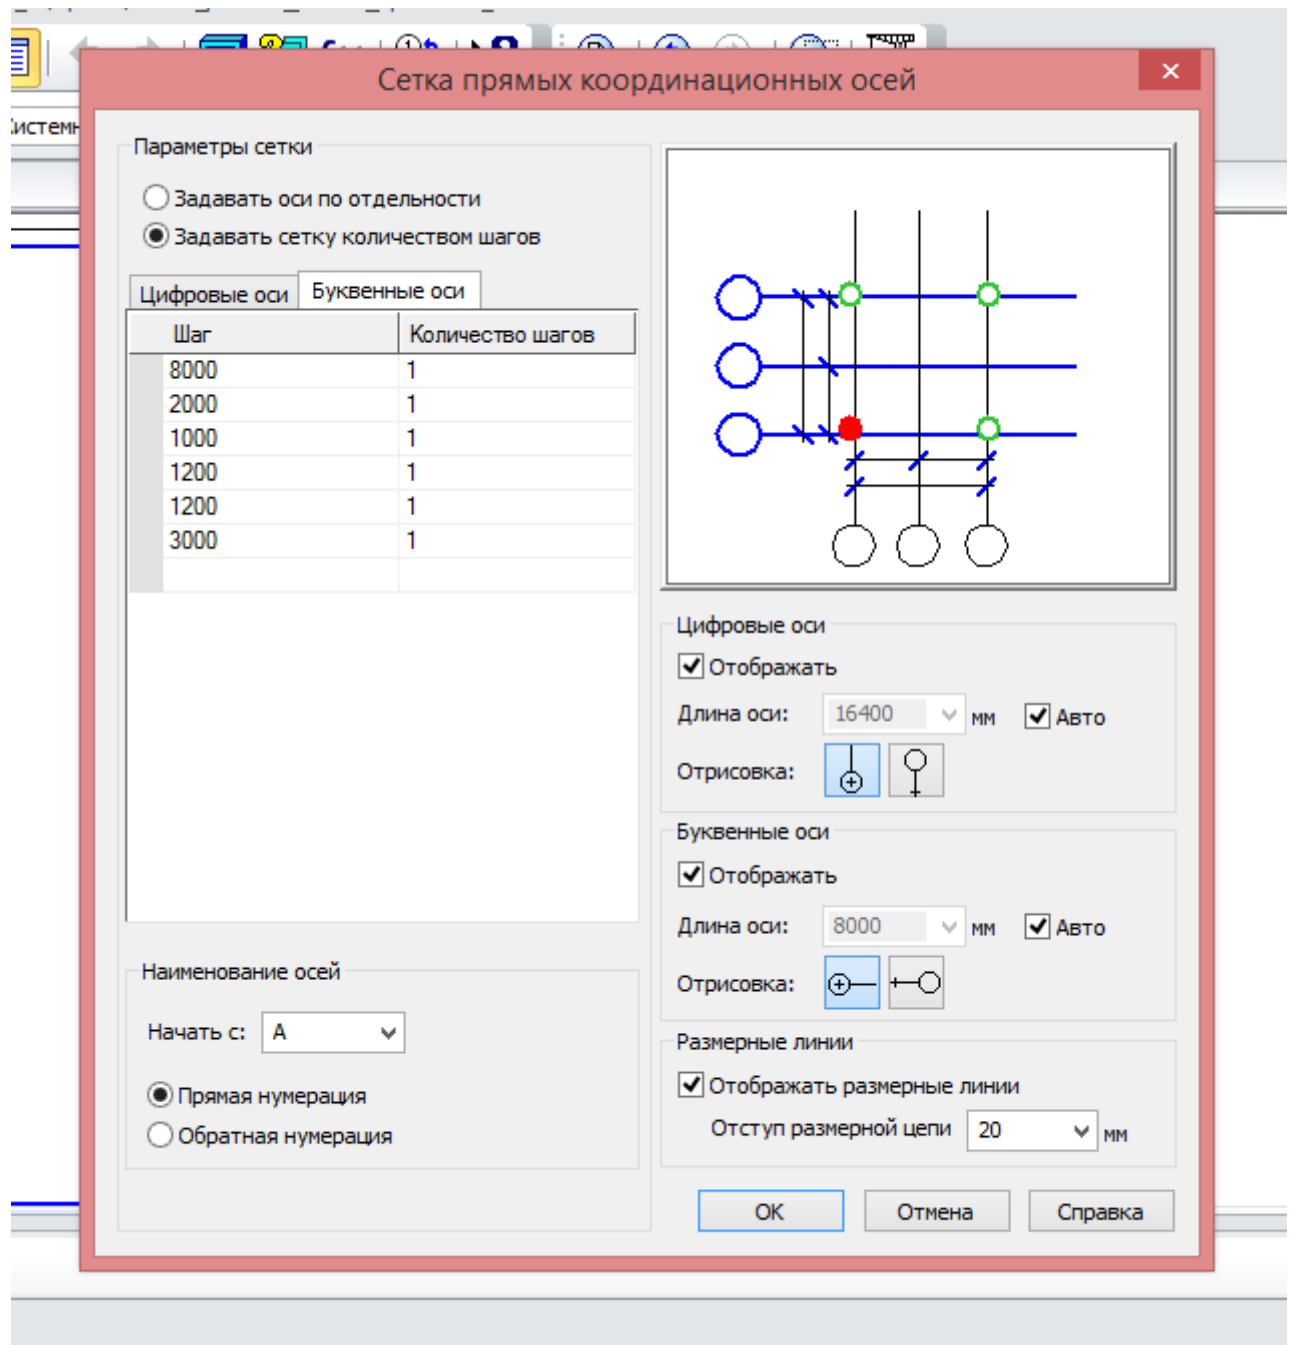 Сетка прямых координационных осей
Параметры сетки
Задавать оси по отдельности
Задавать сетку количеством шагов
Цифровые оси Буквенные оси
Шаг Количество шагов
8000 1
2000 1
1000 1
1200 1
1200 1
3000 1
Наименование осей
Начать с: А
Прямая нумерация
Обратная нумерация
Цифровые оси
Отображать
Длина оси: 16400 мм Авто
Отрисовка:
Буквенные оси
Отображать
Длина оси: 8000 мм Авто
Отрисовка:
Размерные линии
Отображать размерные линии
Отступ размерной цепи 20 мм
ОК Отмена Справка